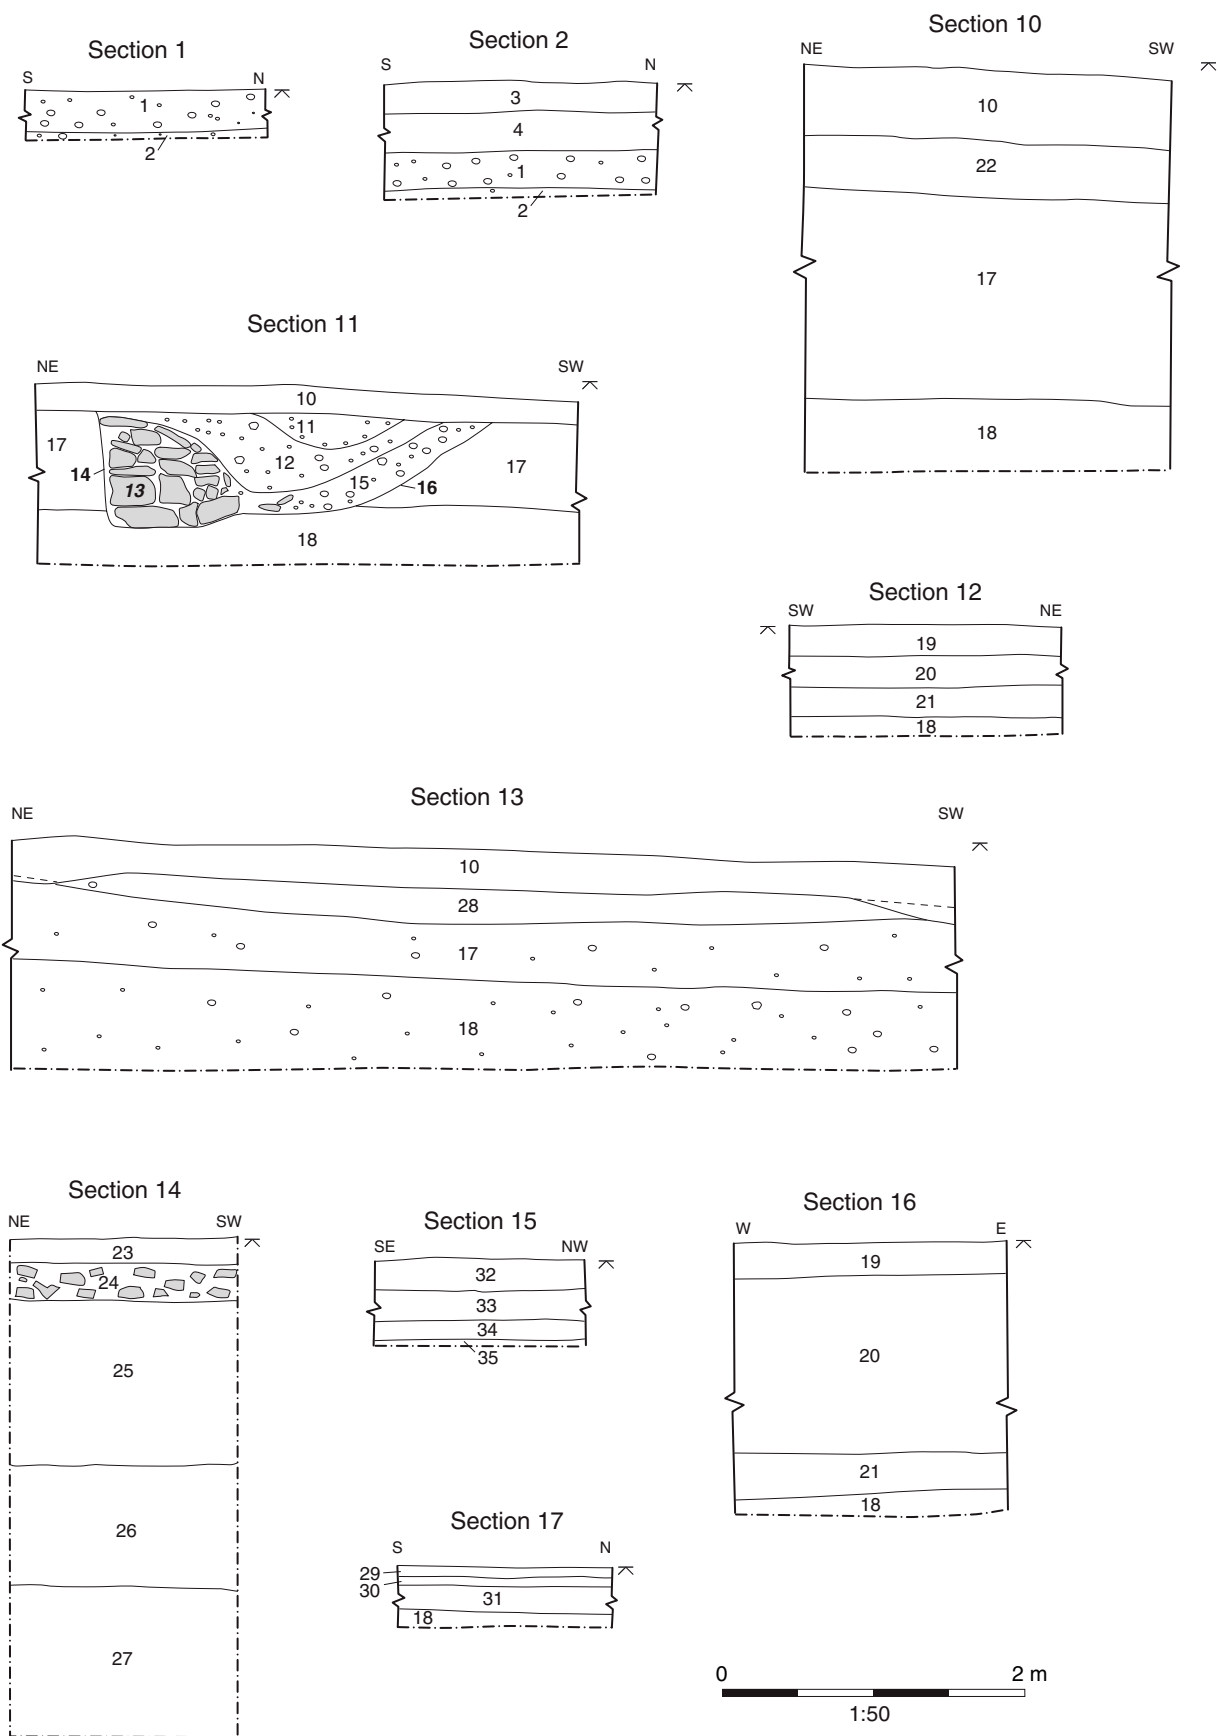 Section 1
S N
1
2
Section 2
S N
3
4
1
2
Section 10
NE SW
10
22
17
18
Section 11
NE SW
10
11
17
14
12
13
15
16
17
18
Section 12
SW NE
19
20
21
18
Section 13
NE SW
10
28
17
18
Section 14
NE SW
23
24
25
26
27
Section 15
SE NW
32
33
34
35
Section 16
W E
19
20
21
18
Section 17
S N
29
30
31
18
0 2 m
1:50